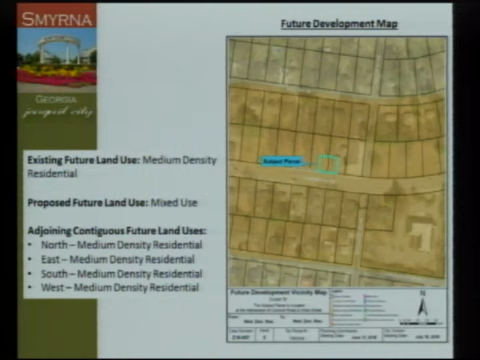 SMYRNA
GEORGIA
jonquil city
Future Development Map
Existing Future Land Use: Medium Density
Residential
Proposed Future Land Use: Mixed Use
Adjoining Contiguous Future Land Uses:
• North – Medium Density Residential
• East – Medium Density Residential
• South – Medium Density Residential
• West – Medium Density Residential
Subject Parcel
Future Development Vicinity Map